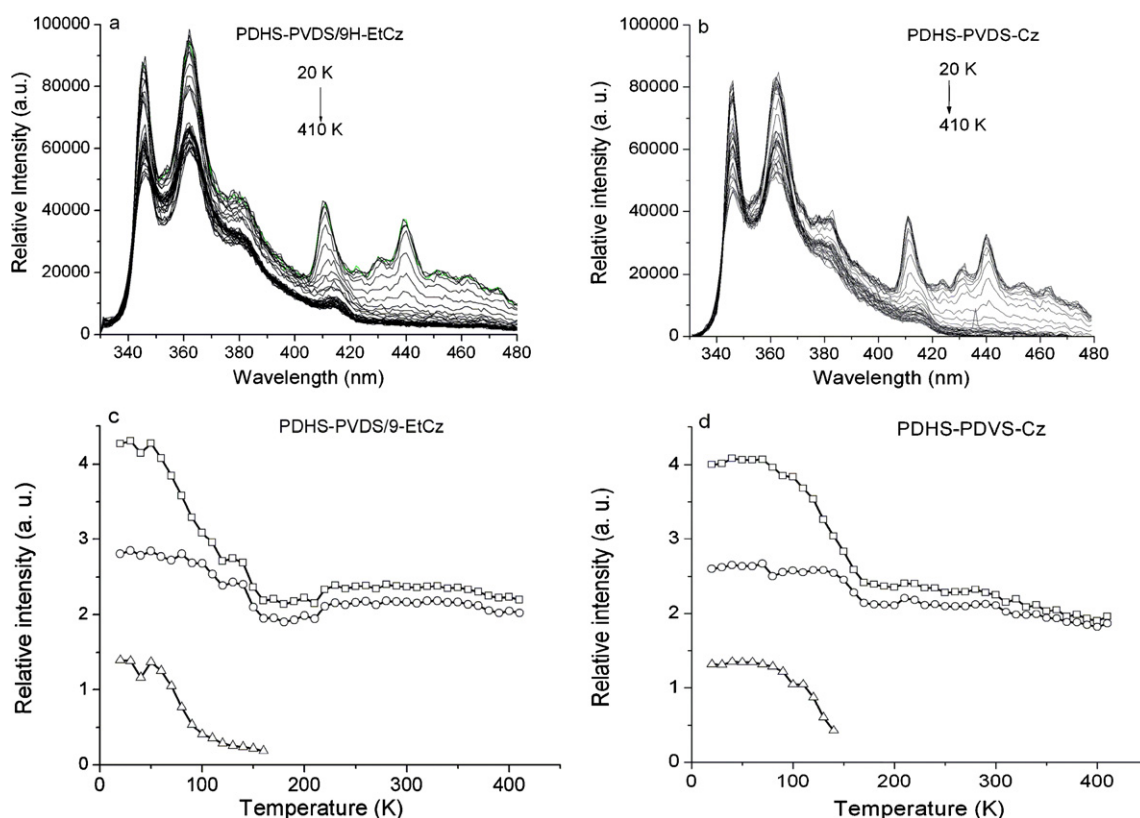 a
PDHS-PVDS/9H-EtCz
20 K
410 K
Relative Intensity (a.u.)
100000
80000
60000
40000
20000
0
340 360 380 400 420 440 460 480
Wavelength (nm)
b
PDHS-PVDS-Cz
20 K
410 K
Relative intensity (a. u.)
100000
80000
60000
40000
20000
0
340 360 380 400 420 440 460 480
Wavelength (nm)
c
PDHS-PVDS/9-EtCz
Relative intensity (a. u.)
4
3
2
1
0
0 100 200 300 400
Temperature (K)
d
PDHS-PDVS-Cz
Relative intensity (a. u.)
4
3
2
1
0
0 100 200 300 400
Temperature (K)